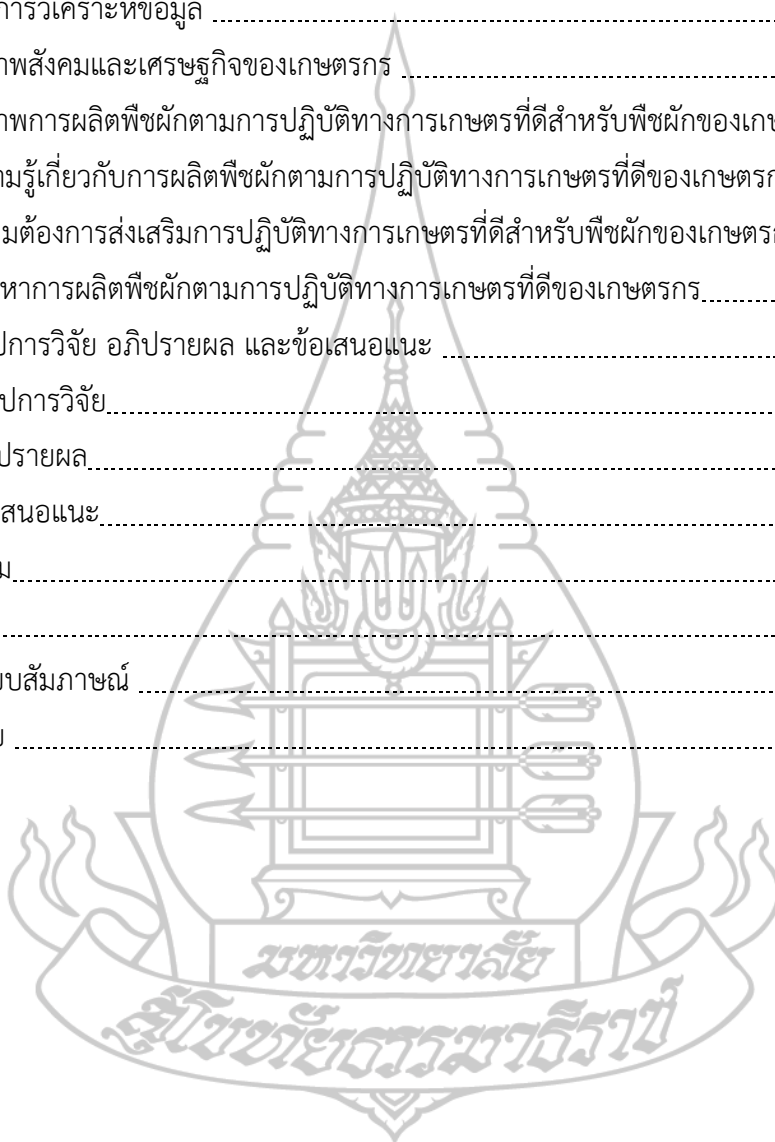 การวิเคราะห์ข้อมูล
าพสังคมและเศรษฐกิจของเกษตรกร
าพการผลิตพืชผักตามการปฏิบัติทางการเกษตรที่ดีสำหรับพืชผักของเกษ
ามรู้เกี่ยวกับการผลิตพืชผักตามการปฏิบัติทางการเกษตรที่ดีของเกษตรก
มต้องการส่งเสริมการปฏิบัติทางการเกษตรที่ดีสำหรับพืชผักของเกษตรก
หาการผลิตพืชผักตามการปฏิบัติทางการเกษตรที่ดีของเกษตรกร
ปการวิจัย อภิปรายผล และข้อเสนอแนะ
ปการวิจัย
ปรายผล
สนอแนะ
ม
บบสัมภาษณ์
ย
มหาวิทยาลัย
สุโขทัยธรรมาธิราช